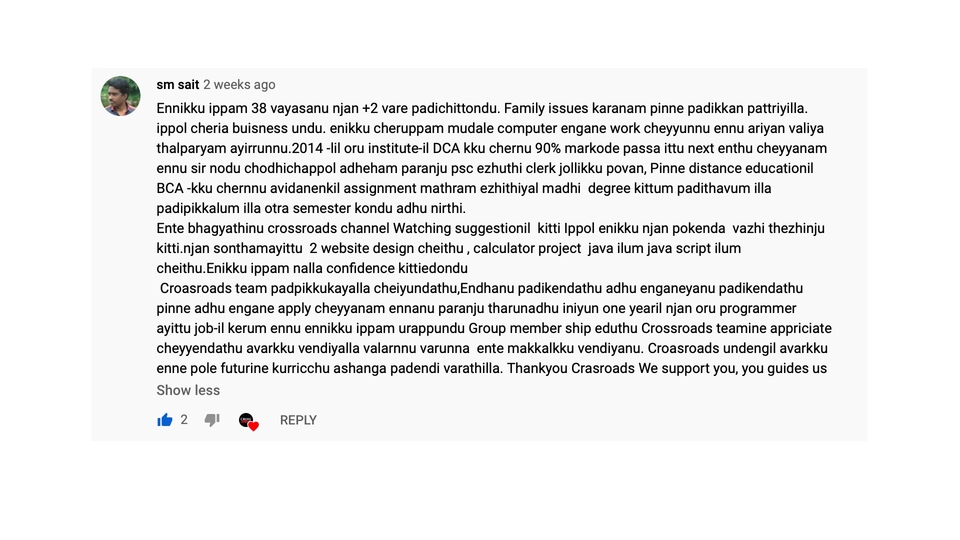 sm sait 2 weeks ago
Ennikku ippam 38 vayasanu njan +2 vare padichittondu. Family issues karanam pinne padikkan pattriyilla.
ippol cheria buisness undu. enikku cheruppam mudale computer engane work cheyyunnu ennu ariyan valiya
thalparyam ayirrunnu.2014 -lil oru institute-il DCA kku chernu 90% markode passa ittu next enthu cheyyanam
ennu sir nodu chodhichappol adheham paranju psc ezhuthi clerk jollikku povan, Pinne distance educationil
BCA -kku chernnu avidanenkil assignment mathram ezhithiyal madhi  degree kittum padithavum illa
padipikkalum illa otra semester kondu adhu nirthi.
Ente bhagyathinu crossroads channel Watching suggestionil  kitti Ippol enikku njan pokenda  vazhi thezhinju
kitti.njan sonthamayittu  2 website design cheithu , calculator project  java ilum java script ilum
cheithu.Enikku ippam nalla confidence kittiedondu
Croasroads team padpikkukayalla cheiyundathu,Endhanu padikendathu adhu enganeyanu padikendathu
pinne adhu engane apply cheyyanam ennanu paranju tharunadhu iniyun one yearil njan oru programmer
ayittu job-il kerum ennu ennikku ippam urappundu Group member ship eduthu Crossroads teamine appriciate
cheyyendathu avarkku vendiyalla valarnnu varunna  ente makkalkku vendiyanu. Croasroads undengil avarkku
enne pole futurine kurricchu ashanga padendi varathilla. Thankyou Crasroads We support you, you guides us
Show less
2 REPLY